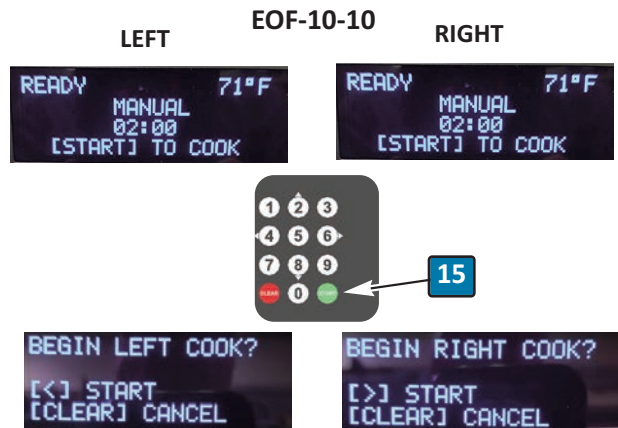 EOF-10-10
LEFT RIGHT
READY 71°F
MANUAL
02:00
[START] TO COOK
READY 71°F
MANUAL
02:00
[START] TO COOK
1 2 3
4 5 6
7 8 9
CLEAR 0 START
15
BEGIN LEFT COOK?
[<] START
[CLEAR] CANCEL
BEGIN RIGHT COOK?
[>] START
[CLEAR] CANCEL